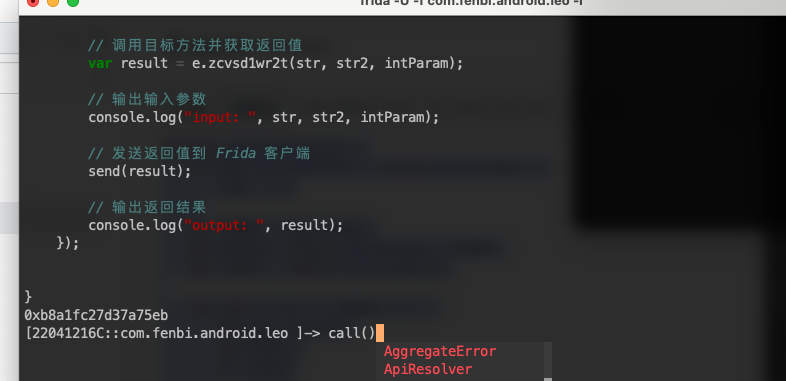 frida -U -f com.fenbi.android.leo -l
// 调用目标方法并获取返回值
var result = e.zcvsd1wr2t(str, str2, intParam);
// 输出输入参数
console.log("input: ", str, str2, intParam);
// 发送返回值到 Frida 客户端
send(result);
// 输出返回结果
console.log("output: ", result);
});
}
0xb8a1fc27d37a75eb
[22041216C::com.fenbi.android.leo ]-> call()
AggregateError
ApiResolver